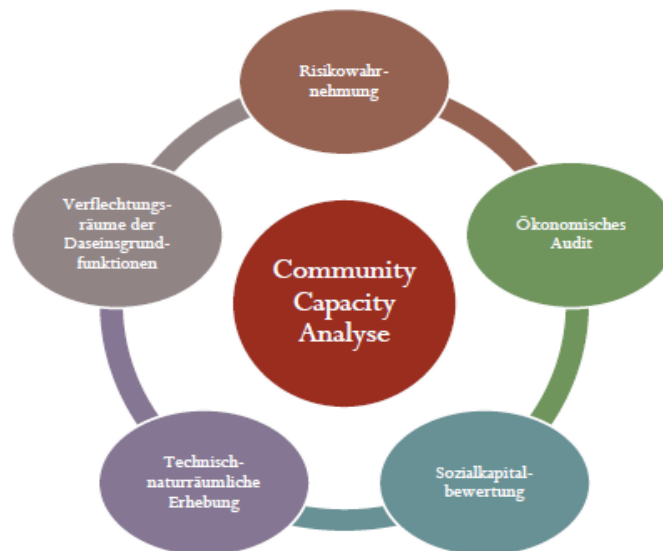 Risikowahr-
nehmung
Verflechtungs-
räume der
Daseinsgrund-
funktionen
Ökonomisches
Audit
Community
Capacity
Analyse
Technisch-
naturräumliche
Erhebung
Sozialkapital-
bewertung